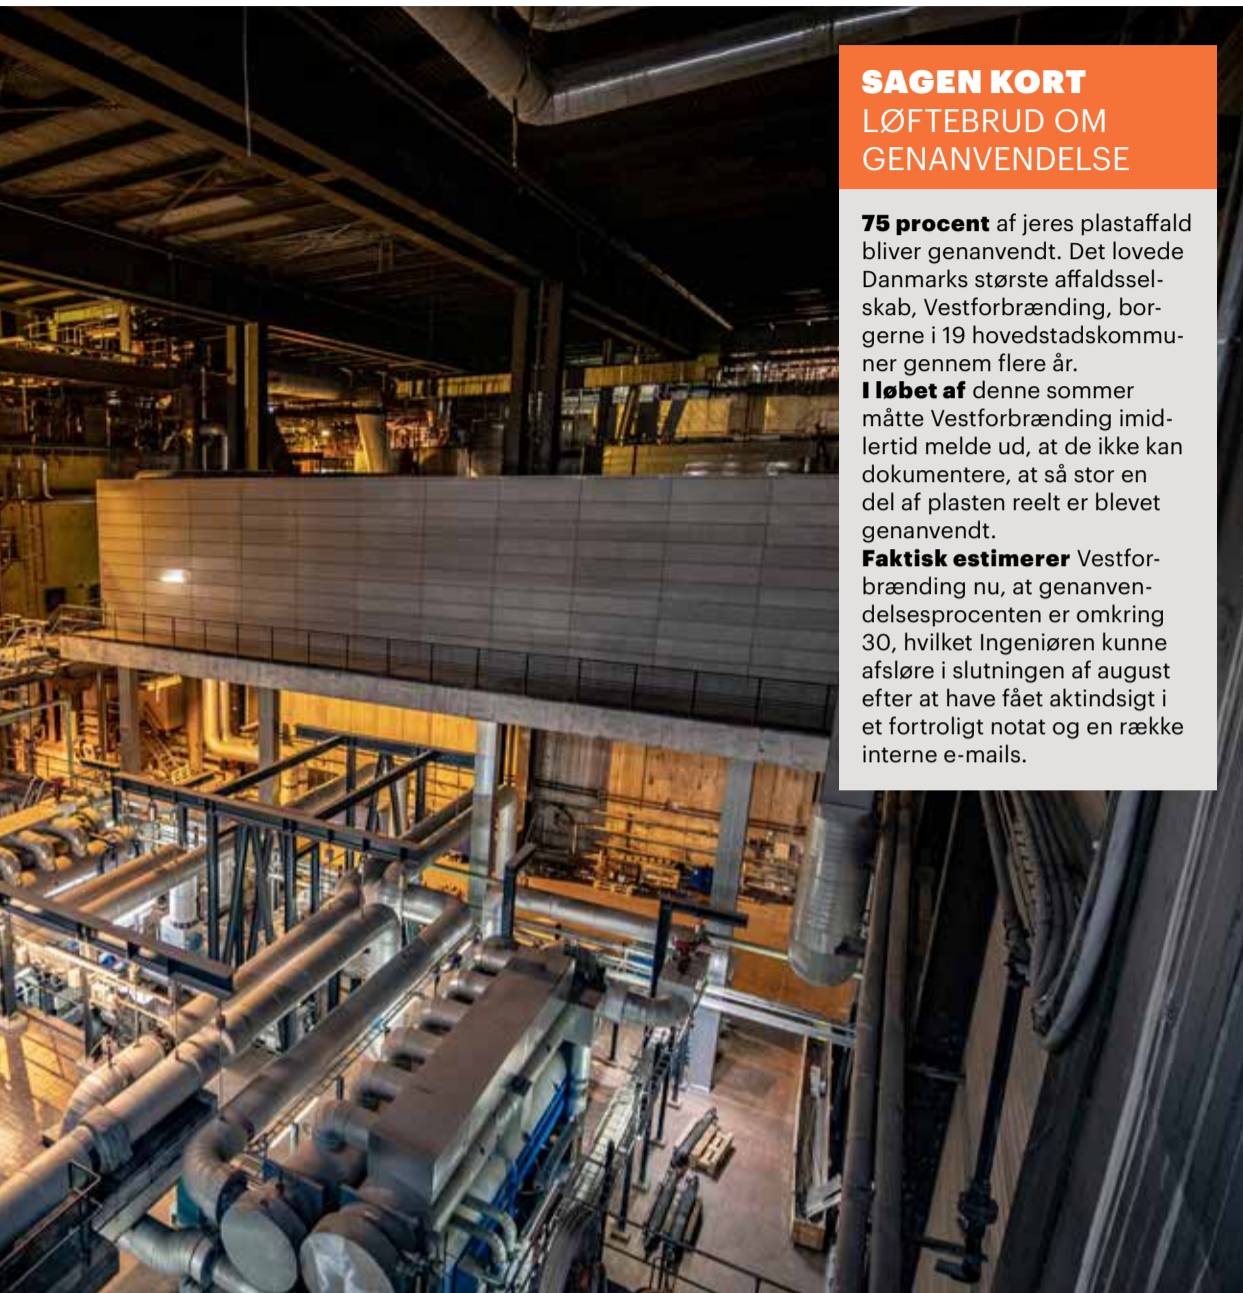 SAGEN KORT
LØFTEBRUD OM
GENANVENDELSE
75 procent af jeres plastaffald
bliver genanvendt. Det lovede
Danmarks største affaldssel-
skab, Vestforbrænding, bor-
gerne i 19 hovedstadskommu-
ner gennem flere år.
I løbet af denne sommer
måtte Vestforbrænding imid-
lertid melde ud, at de ikke kan
dokumentere, at så stor en
del af plasten reelt er blevet
genanvendt.
Faktisk estimerer Vestfor-
brænding nu, at genanven-
delsesprocenten er omkring
30, hvilket Ingeniøren kunne
afsløre i slutningen af august
efter at have fået aktindsigt i
et fortroligt notat og en række
interne e-mails.